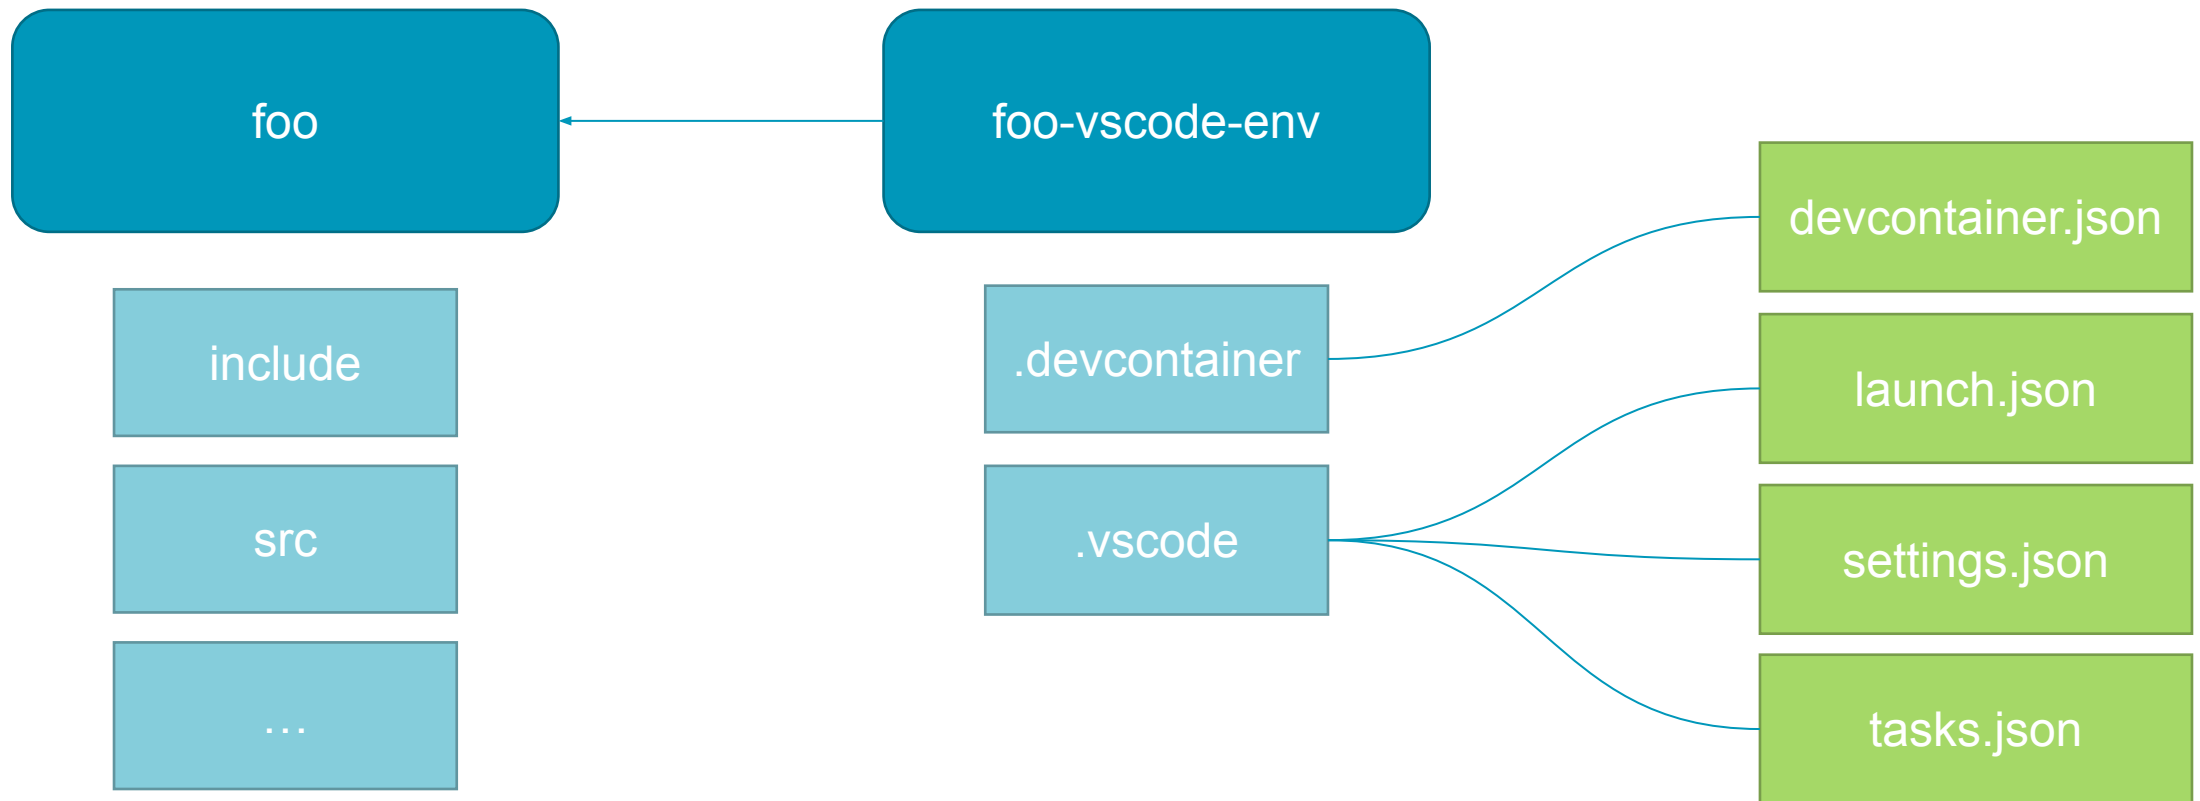 foo
foo-vscode-env
include
src
…
.devcontainer
.vscode
devcontainer.json
launch.json
settings.json
tasks.json